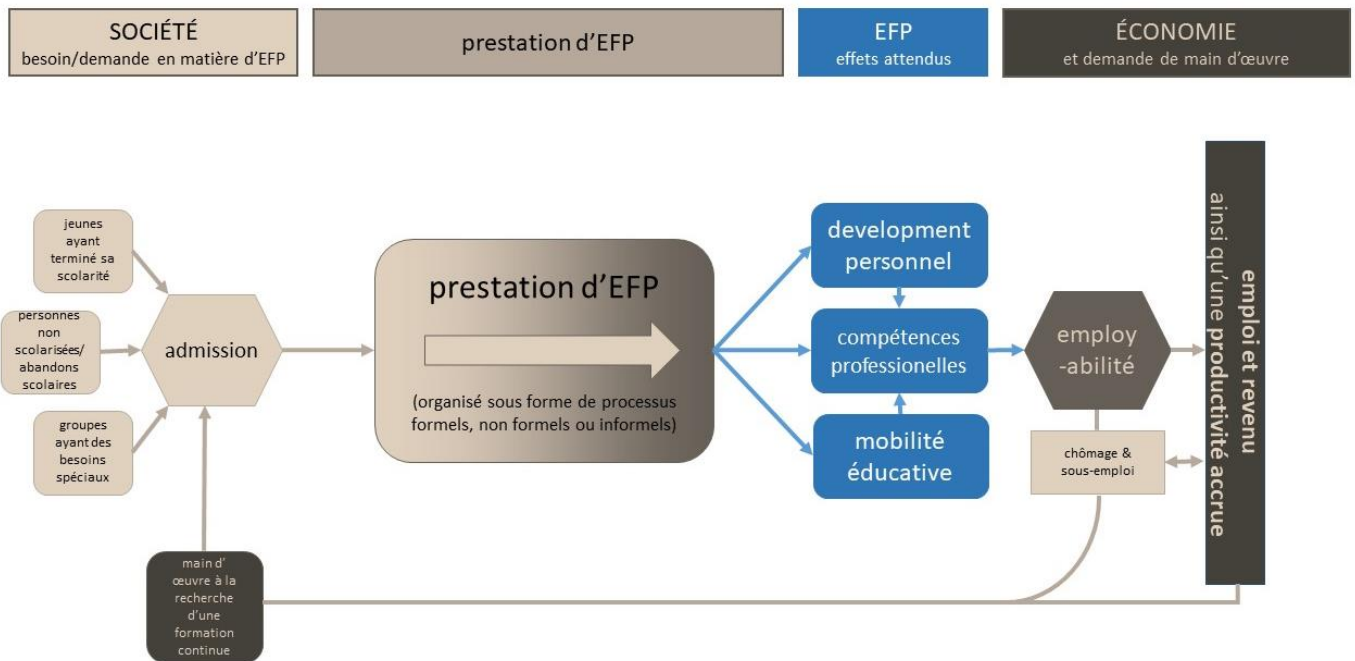 SOCIÉTÉ
besoin/demande en matière d'EFP
prestation d'EFP
EFP
effets attendus
ÉCONOMIE
et demande de main d'œuvre
jeunes
ayant
terminé sa
scolarité
personnes
non
scolarisées/
abandons
scolaires
groupes
ayant des
besoins
spéciaux
admission
main d'
œuvre à la
recherche
d'une
formation
continue
prestation d'EFP
(organisé sous forme de processus
formels, non formels ou informels)
development
personnel
compétences
professionelles
mobilité
éducative
employ
-abilité
chômage &
sous-emploi
emploi et revenu
ainsi qu'une productivité accrue